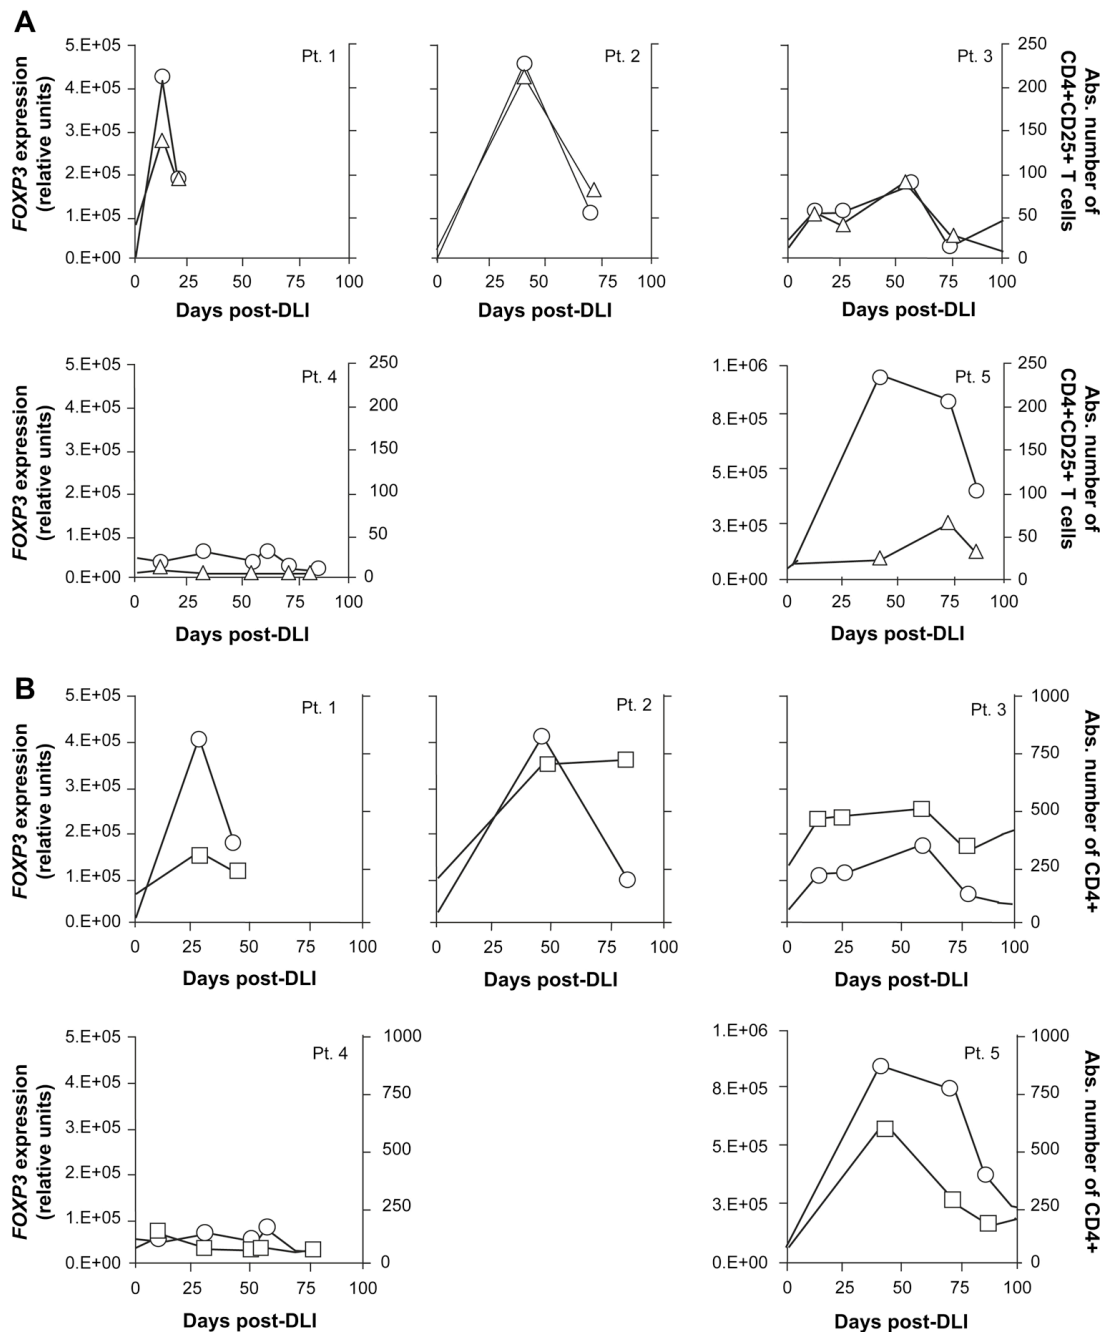 A
5.E+05
4.E+05
3.E+05
2.E+05
1.E+05
0.E+00
FOXP3 expression
(relative units)
Pt. 1
0 25 50 75 100
Days post-DLI
Pt. 2
0 25 50 75 100
Days post-DLI
Pt. 3
250
200
150
100
50
0
Abs. number of
CD4+CD25+ T cells
0 25 50 75 100
Days post-DLI
5.E+05
4.E+05
3.E+05
2.E+05
1.E+05
0.E+00
FOXP3 expression
(relative units)
Pt. 4
250
200
150
100
50
0
0 25 50 75 100
Days post-DLI
1.E+06
8.E+05
5.E+05
3.E+05
0.E+00
Pt. 5
250
200
150
100
50
0
Abs. number of
CD4+CD25+ T cells
0 25 50 75 100
Days post-DLI
B
5.E+05
4.E+05
3.E+05
2.E+05
1.E+05
0.E+00
FOXP3 expression
(relative units)
Pt. 1
0 25 50 75 100
Days post-DLI
Pt. 2
0 25 50 75 100
Days post-DLI
Pt. 3
1000
750
500
250
0
Abs. number of CD4+
0 25 50 75 100
Days post-DLI
5.E+05
4.E+05
3.E+05
2.E+05
1.E+05
0.E+00
FOXP3 expression
(relative units)
Pt. 4
1000
750
500
250
0
0 25 50 75 100
Days post-DLI
1.E+06
8.E+05
5.E+05
3.E+05
0.E+00
Pt. 5
1000
750
500
250
0
Abs. number of CD4+
0 25 50 75 100
Days post-DLI